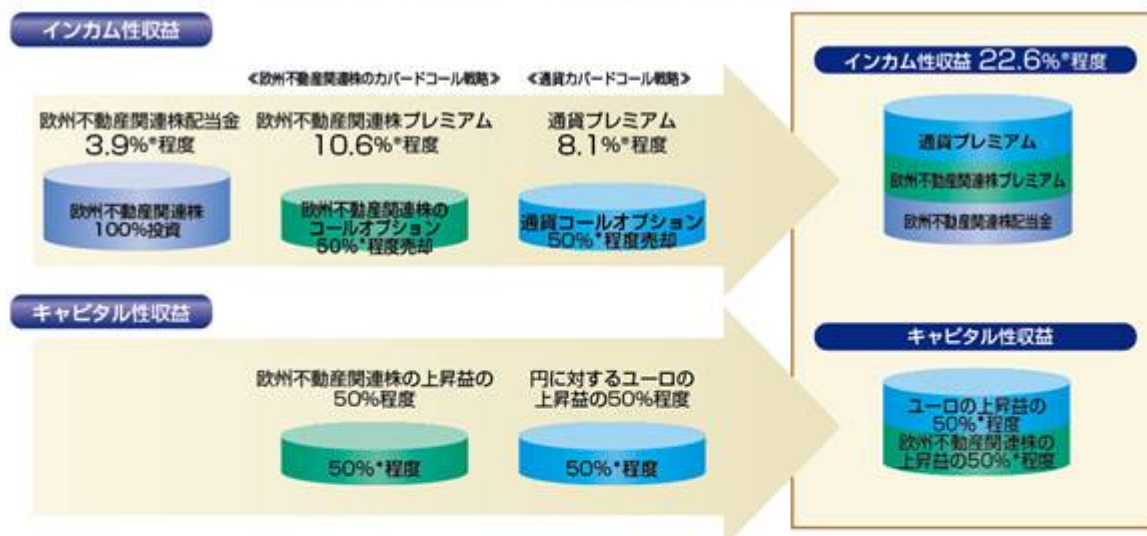 インカム性収益
≪欧州不動産関連株のカバードコール戦略≫
≪通貨カバードコール戦略≫
欧州不動産関連株配当金
3.9%*程度
欧州不動産関連株プレミアム
10.6%*程度
通貨プレミアム
8.1%*程度
欧州不動産関連株
100%投資
欧州不動産関連株の
コールオプション
50%*程度売却
通貨コールオプション
50%*程度売却
インカム性収益 22.6%*程度
通貨プレミアム
欧州不動産関連株プレミアム
欧州不動産関連株配当金
キャピタル性収益
欧州不動産関連株の上昇益の
50%程度
円に対するユーロの
上昇益の50%程度
50%*程度
50%*程度
キャピタル性収益
ユーロの上昇益の
50%*程度
欧州不動産関連株の
上昇益の50%*程度